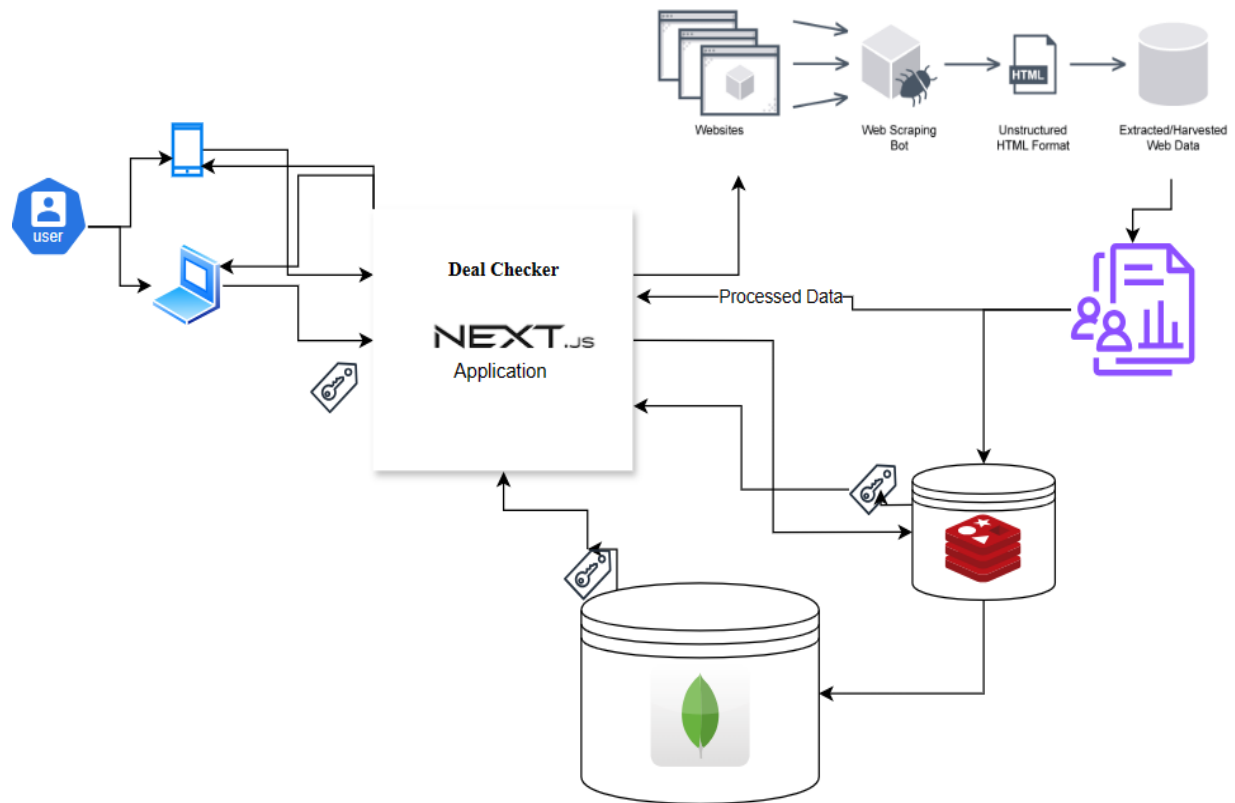 Websites
Web Scraping
Bot
HTML
Unstructured
HTML Format
Extracted/Harvested
Web Data
user
Deal Checker
NEXT.JS
Application
Processed Data